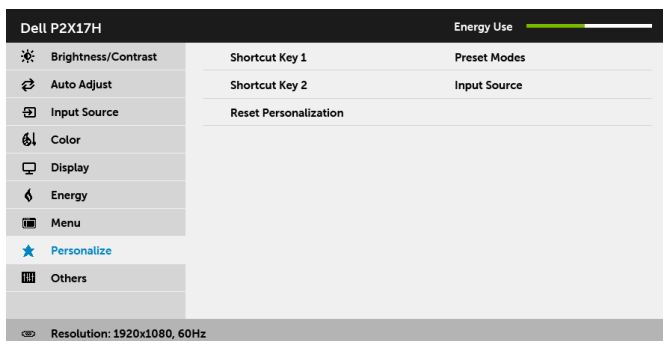 Dell P2X17H
Energy Use
Brightness/Contrast
Shortcut Key 1
Preset Modes
Auto Adjust
Shortcut Key 2
Input Source
Input Source
Reset Personalization
Color
Display
Energy
Menu
Personalize
Others
Resolution: 1920x1080, 60Hz